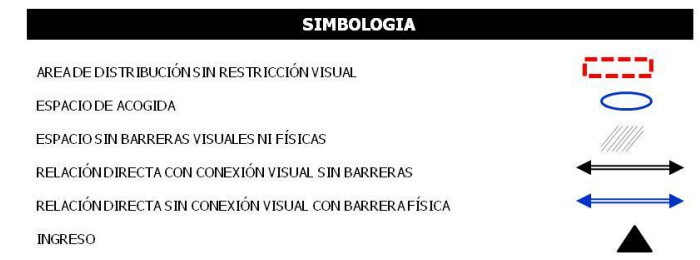 SIMBOLOGIA
AREA DE DISTRIBUCIÓN SIN RESTRICCIÓN VISUAL
ESPACIO DE ACOGIDA
ESPACIO SIN BARRERAS VISUALES NI FÍSICAS
RELACIÓN DIRECTA CON CONEXIÓN VISUAL SIN BARRERAS
RELACIÓN DIRECTA SIN CONEXIÓN VISUAL CON BARRERA FÍSICA
INGRESO